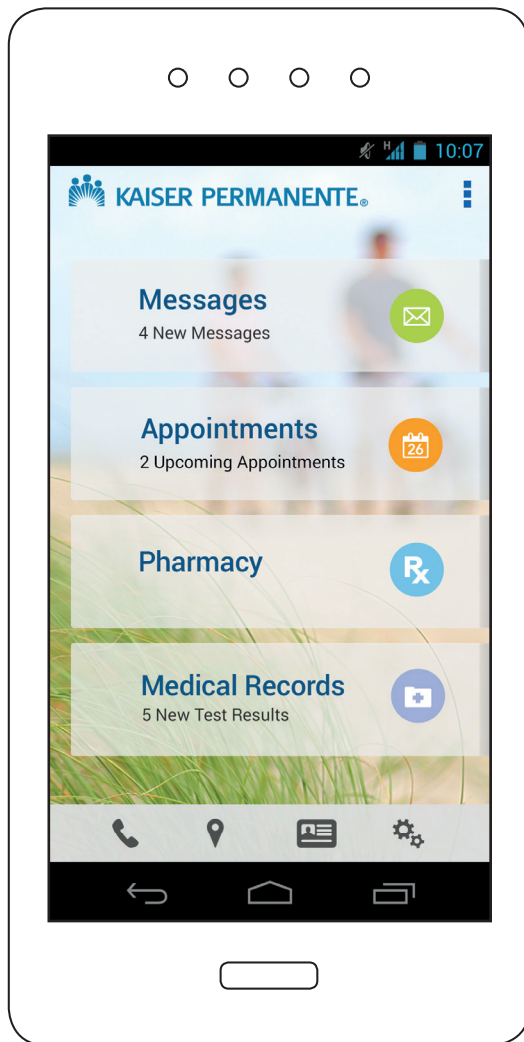 H 10:07
KAISER PERMANENTE®
Messages
4 New Messages
Appointments
2 Upcoming Appointments
26
Pharmacy
Rx
Medical Records
5 New Test Results